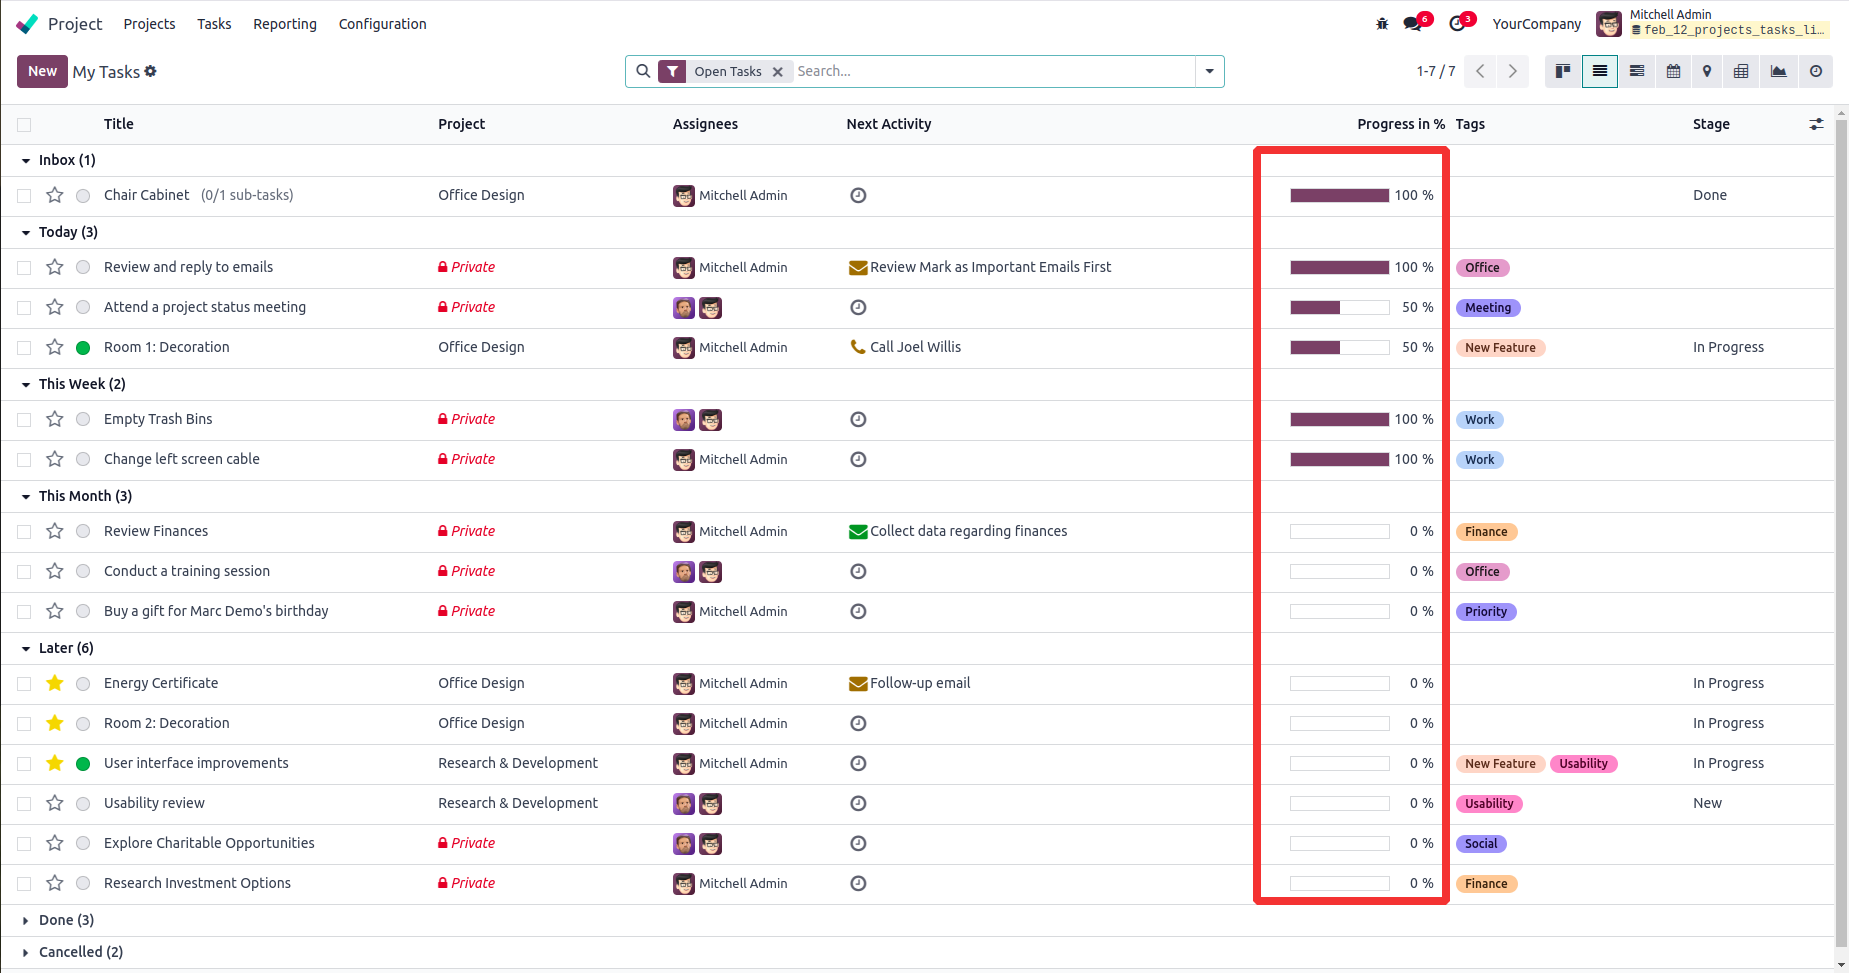 Project Projects Tasks Reporting Configuration 6 3 YourCompany Mitchell Admin
feb_12_projects_tasks_li...
New My Tasks Open Tasks Search... 1-7 / 7
Title Project Assignees Next Activity Progress in % Tags Stage
Inbox (1)
Chair Cabinet (0/1 sub-tasks) Office Design Mitchell Admin 100 % Done
Today (3)
Review and reply to emails Private Mitchell Admin Review Mark as Important Emails First 100 % Office
Attend a project status meeting Private 50 % Meeting
Room 1: Decoration Office Design Mitchell Admin Call Joel Willis 50 % New Feature In Progress
This Week (2)
Empty Trash Bins Private 100 % Work
Change left screen cable Private Mitchell Admin 100 % Work
This Month (3)
Review Finances Private Mitchell Admin Collect data regarding finances 0 % Finance
Conduct a training session Private 0 % Office
Buy a gift for Marc Demo's birthday Private Mitchell Admin 0 % Priority
Later (6)
Energy Certificate Office Design Mitchell Admin Follow-up email 0 % In Progress
Room 2: Decoration Office Design Mitchell Admin 0 % In Progress
User interface improvements Research & Development Mitchell Admin 0 % New Feature Usability In Progress
Usability review Research & Development 0 % Usability New
Explore Charitable Opportunities Private 0 % Social
Research Investment Options Private Mitchell Admin 0 % Finance
Done (3)
Cancelled (2)